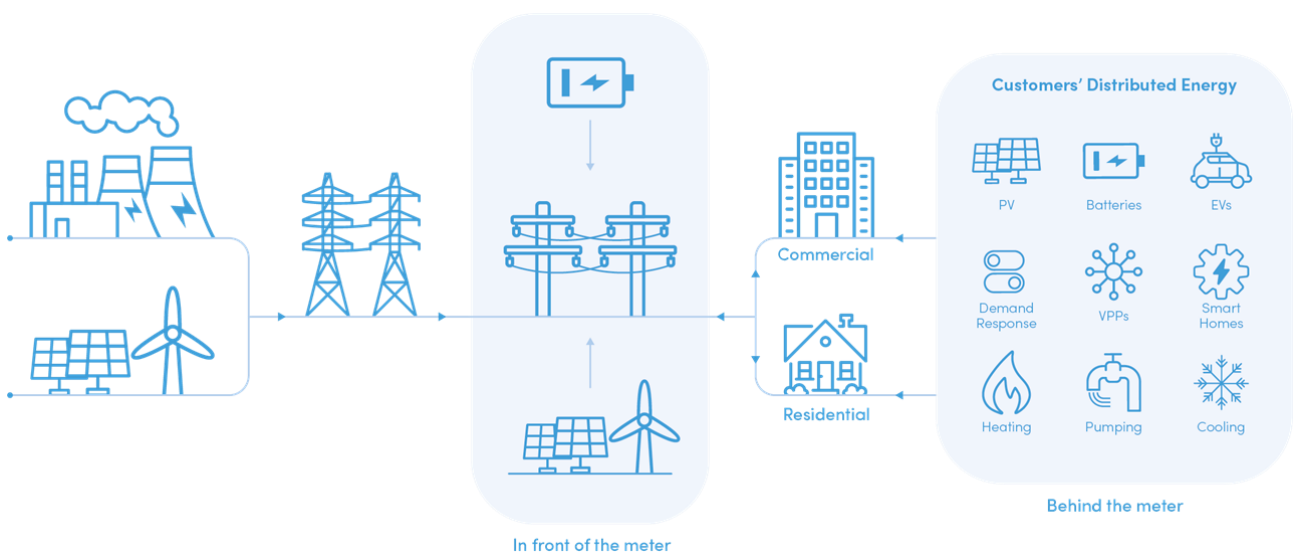 Customers' Distributed Energy
PV
Batteries
EVs
Commercial
Demand
Response
VPPs
Smart
Homes
Residential
Heating
Pumping
Cooling
Behind the meter
In front of the meter